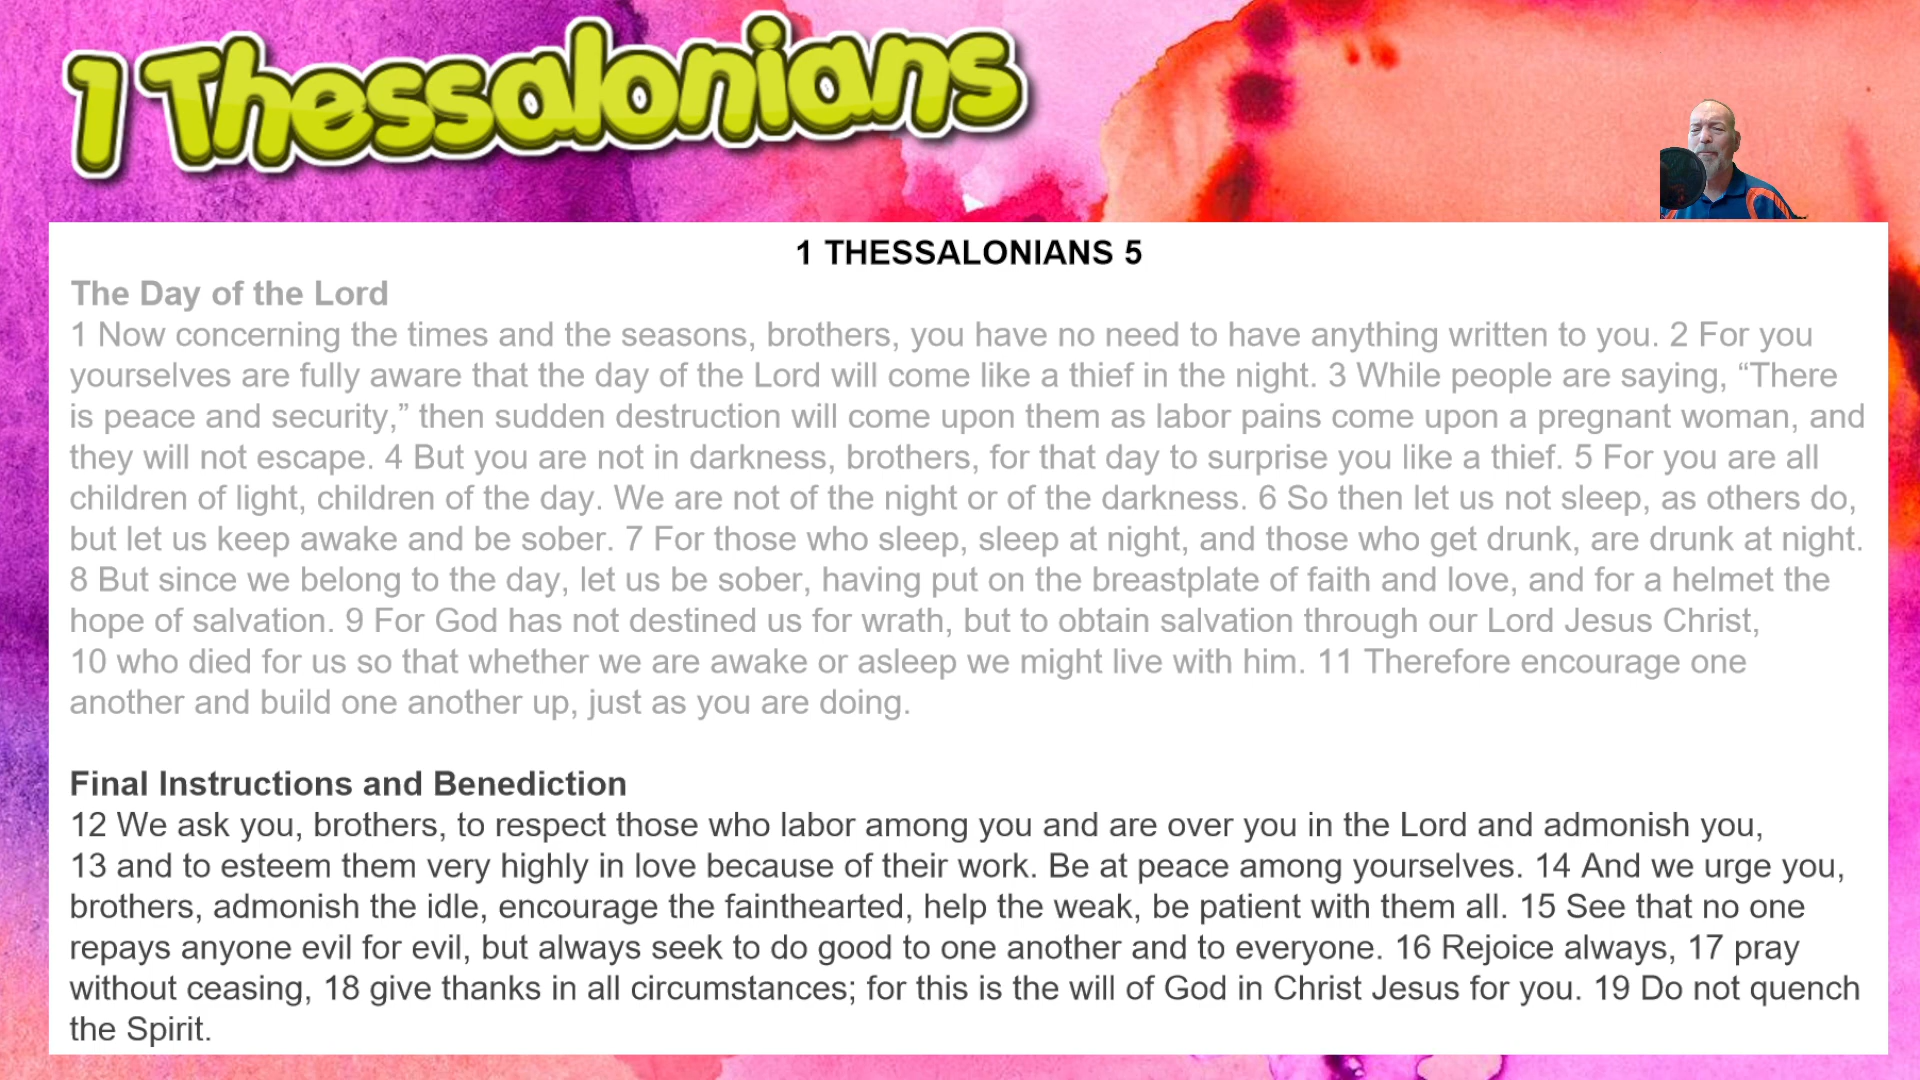 1 Thessalonians
1 THESSALONIANS 5
The Day of the Lord
1 Now concerning the times and the seasons, brothers, you have no need to have anything written to you. 2 For you
yourselves are fully aware that the day of the Lord will come like a thief in the night. 3 While people are saying, “There
is peace and security,” then sudden destruction will come upon them as labor pains come upon a pregnant woman, and
they will not escape. 4 But you are not in darkness, brothers, for that day to surprise you like a thief. 5 For you are all
children of light, children of the day. We are not of the night or of the darkness. 6 So then let us not sleep, as others do,
but let us keep awake and be sober. 7 For those who sleep, sleep at night, and those who get drunk, are drunk at night.
8 But since we belong to the day, let us be sober, having put on the breastplate of faith and love, and for a helmet the
hope of salvation. 9 For God has not destined us for wrath, but to obtain salvation through our Lord Jesus Christ,
10 who died for us so that whether we are awake or asleep we might live with him. 11 Therefore encourage one
another and build one another up, just as you are doing.
Final Instructions and Benediction
12 We ask you, brothers, to respect those who labor among you and are over you in the Lord and admonish you,
13 and to esteem them very highly in love because of their work. Be at peace among yourselves. 14 And we urge you,
brothers, admonish the idle, encourage the fainthearted, help the weak, be patient with them all. 15 See that no one
repays anyone evil for evil, but always seek to do good to one another and to everyone. 16 Rejoice always, 17 pray
without ceasing, 18 give thanks in all circumstances; for this is the will of God in Christ Jesus for you. 19 Do not quench
the Spirit.